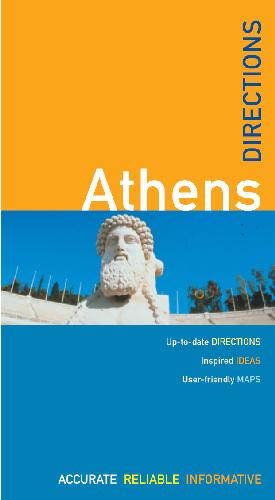 DIRECTIONS
Athens
Up-to-date DIRECTIONS
Inspired IDEAS
User-friendly MAPS
ACCURATE RELIABLE INFORMATIVE